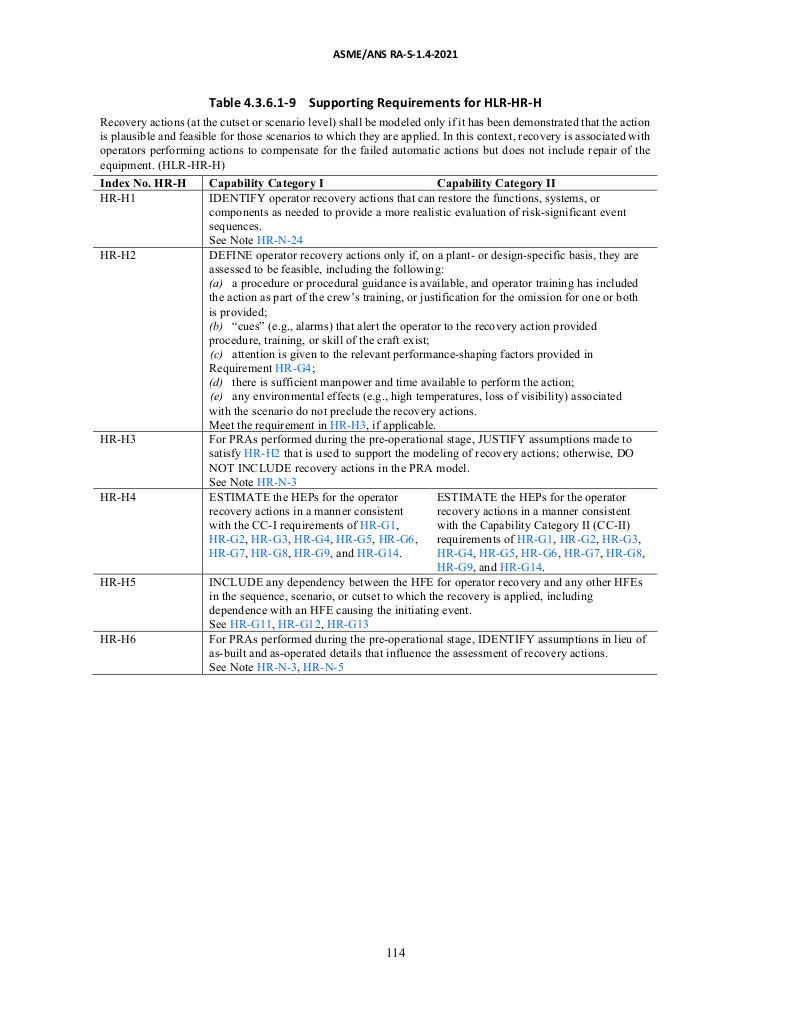 ASME/ANS RA-S-1.4-2021
Table 4.3.6.1-9 Supporting Requirements for HLR-HR-H
Recovery actions (at the cutset or scenario level) shall be modeled only if it has been demonstrated that the action
is plausible and feasible for those scenarios to which they are applied. In this context, recovery is associated with
operators performing actions to compensate for the failed automatic actions but does not include repair of the
equipment. (HLR-HR-H)
Index No. HR-H Capability Category I Capability Category II
HR-H1 IDENTIFY operator recovery actions that can restore the functions, systems, or
components as needed to provide a more realistic evaluation of risk-significant event
sequences.
See Note HR-N-24
HR-H2 DEFINE operator recovery actions only if, on a plant- or design-specific basis, they are
assessed to be feasible, including the following:
(a) a procedure or procedural guidance is available, and operator training has included
the action as part of the crew's training, or justification for the omission for one or both
is provided;
(b) “cues” (e.g., alarms) that alert the operator to the recovery action provided
procedure, training, or skill of the craft exist;
(c) attention is given to the relevant performance-shaping factors provided in
Requirement HR-G4;
(d) there is sufficient manpower and time available to perform the action;
(e) any environmental effects (e.g., high temperatures, loss of visibility) associated
with the scenario do not preclude the recovery actions.
Meet the requirement in HR-H3, if applicable.
HR-H3 For PRAs performed during the pre-operational stage, JUSTIFY assumptions made to
satisfy HR-H2 that is used to support the modeling of recovery actions; otherwise, DO
NOT INCLUDE recovery actions in the PRA model.
See Note HR-N-3
HR-H4 ESTIMATE the HEPs for the operator
recovery actions in a manner consistent
with the CC-I requirements of HR-G1,
HR-G2, HR-G3, HR-G4, HR-G5, HR-G6,
HR-G7, HR-G8, HR-G9, and HR-G14.
ESTIMATE the HEPs for the operator
recovery actions in a manner consistent
with the Capability Category II (CC-II)
requirements of HR-G1, HR-G2, HR-G3,
HR-G4, HR-G5, HR-G6, HR-G7, HR-G8,
HR-G9, and HR-G14.
HR-H5 INCLUDE any dependency between the HFE for operator recovery and any other HFEs
in the sequence, scenario, or cutset to which the recovery is applied, including
dependence with an HFE causing the initiating event.
See HR-G11, HR-G12, HR-G13
HR-H6 For PRAs performed during the pre-operational stage, IDENTIFY assumptions in lieu of
as-built and as-operated details that influence the assessment of recovery actions.
See Note HR-N-3, HR-N-5
114